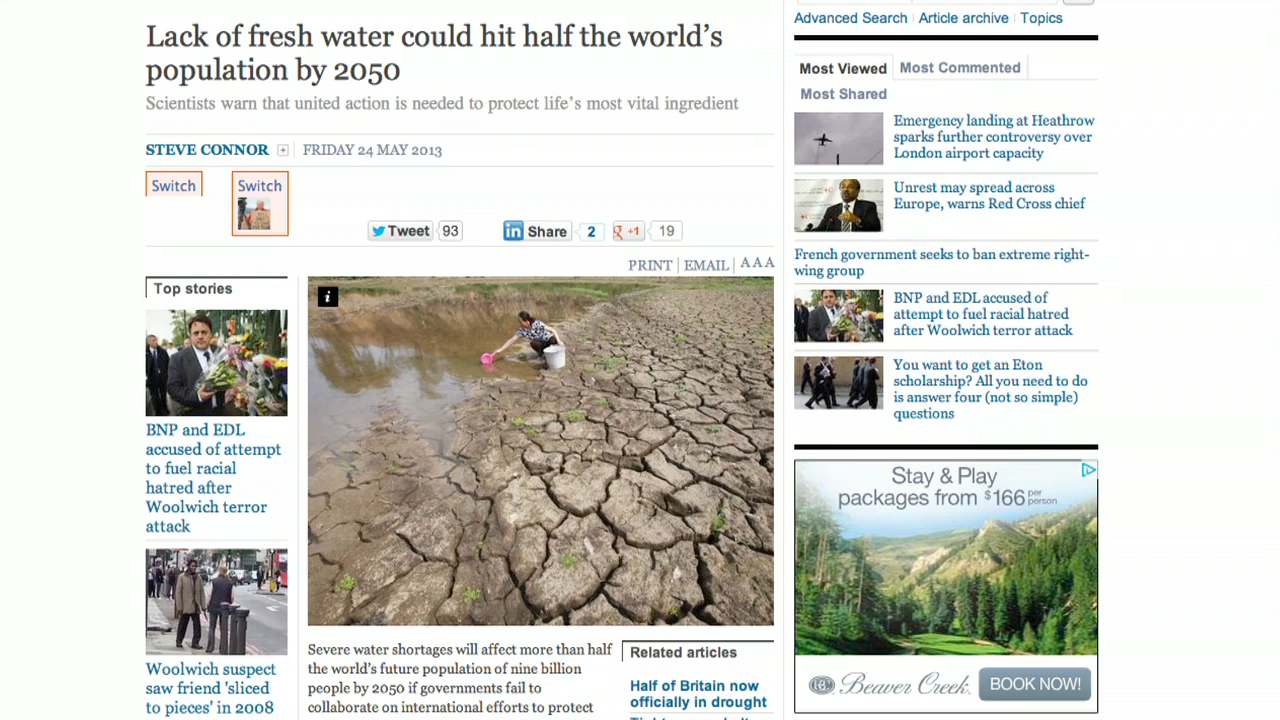 Lack of fresh water could hit half the world's
population by 2050
Scientists warn that united action is needed to protect life's most vital ingredient
STEVE CONNOR
FRIDAY 24 MAY 2013
Switch
Switch
Tweet 93
in Share 2
g +1 19
PRINT EMAIL A A A
Top stories
BNP and EDL
accused of attempt
to fuel racial
hatred after
Woolwich terror
attack
Woolwich suspect
saw friend 'sliced
to pieces' in 2008
i
Severe water shortages will affect more than half
the world's future population of nine billion
people by 2050 if governments fail to
collaborate on international efforts to protect
Related articles
Half of Britain now
officially in drought
Advanced Search Article archive Topics
Most Viewed Most Commented
Most Shared
Emergency landing at Heathrow
sparks further controversy over
London airport capacity
Unrest may spread across
Europe, warns Red Cross chief
French government seeks to ban extreme right-
wing group
BNP and EDL accused of
attempt to fuel racial hatred
after Woolwich terror attack
You want to get an Eton
scholarship? All you need to do
is answer four (not so simple)
questions
Stay & Play
packages from $166 per person
Beaver Creek. BOOK NOW!